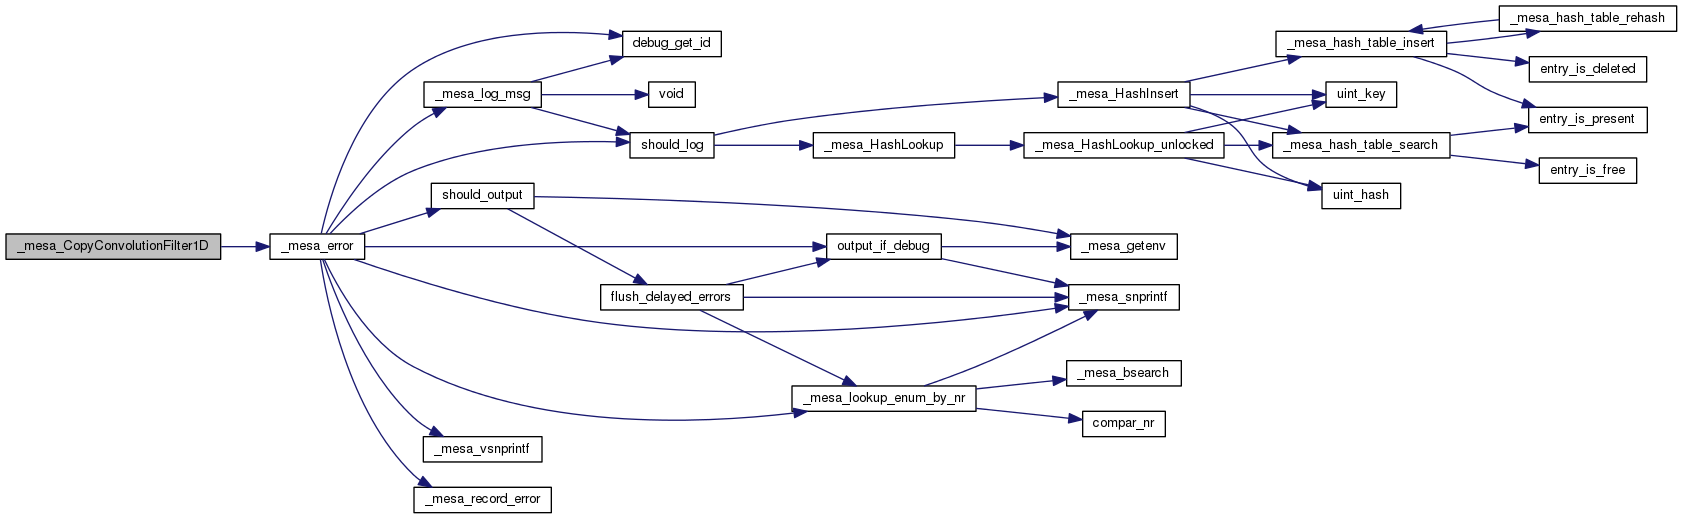 _mesa_CopyConvolutionFilter1D
_mesa_error
debug_get_id
_mesa_log_msg
void
should_log
should_output
output_if_debug
flush_delayed_errors
_mesa_lookup_enum_by_nr
_mesa_vsnprintf
_mesa_record_error
_mesa_HashLookup
_mesa_HashInsert
_mesa_HashLookup_unlocked
_mesa_getenv
_mesa_snprintf
_mesa_bsearch
compar_nr
_mesa_hash_table_insert
uint_key
_mesa_hash_table_search
uint_hash
_mesa_hash_table_rehash
entry_is_deleted
entry_is_present
entry_is_free